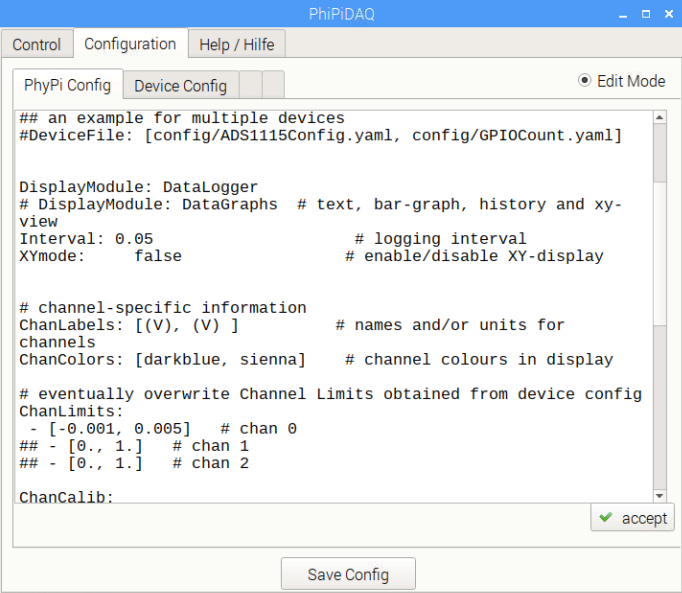 PhiPiDAQ
Control Configuration Help / Hilfe
PhyPi Config Device Config Edit Mode
## an example for multiple devices
#DeviceFile: [config/ADS1115Config.yaml, config/GPIOCount.yaml]
DisplayModule: DataLogger
# DisplayModule: DataGraphs  # text, bar-graph, history and xy-
view
Interval: 0.05                     # logging interval
XYmode:     false                 # enable/disable XY-display
# channel-specific information
ChanLabels: [(V), (V) ]          # names and/or units for
channels
ChanColors: [darkblue, sienna]    # channel colours in display
# eventually overwrite Channel Limits obtained from device config
ChanLimits:
 - [-0.001, 0.005]   # chan 0
## - [0., 1.]   # chan 1
## - [0., 1.]   # chan 2
ChanCalib:
accept
Save Config